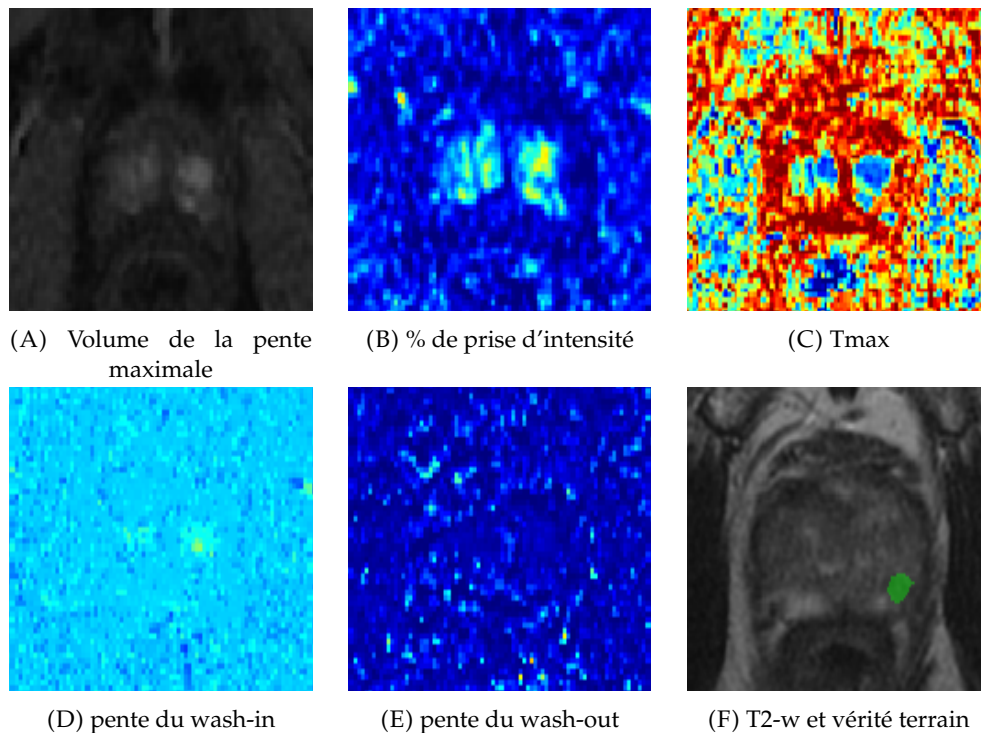 (A) Volume de la pente
maximale
(B) % de prise d'intensité
(C) Tmax
(D) pente du wash-in
(E) pente du wash-out
(F) T2-w et vérité terrain